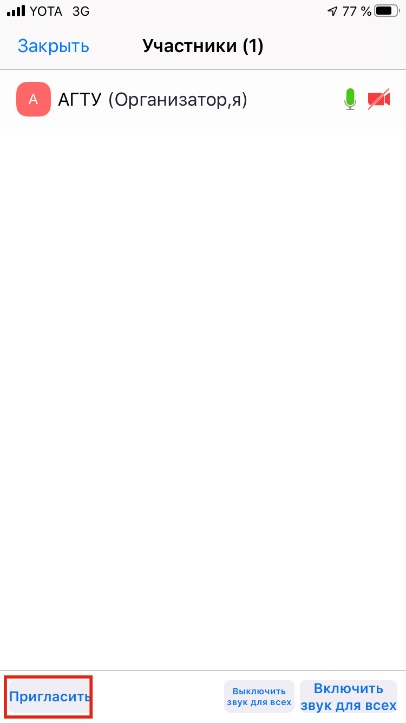 YOTA 3G 77 %
Закрыть Участники (1)
А АГТУ (Организатор,я)
Пригласить
Выключить
звук для всех
Включить
звук для всех